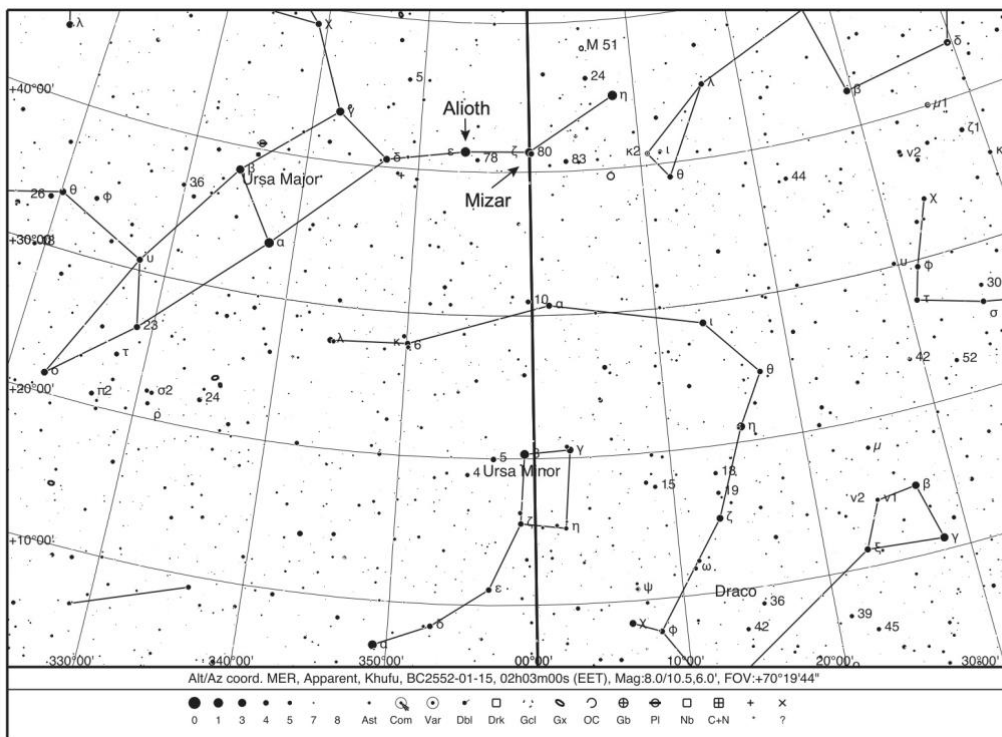 λ χ M 51 δ
5 24 λ β
+40°00' γ η μ1
Alioth ζ1
ε 78 ζ 80 83 κ2 ι ν2 κ
δ θ 44
β
Ursa Major
36
26 θ φ
Mizar
χ
+30°00'
18 α
υ υ φ
30
τ σ
10 α
23 ι
λ κ 6
τ 42 52
ο θ
+20°00'
π2 σ2 24
ρ
η
μ
5 β γ
4 Ursa Minor
18
15 19
ν2 ν1 β
ζ η ζ
+10°00'
ξ γ
ω
ε ψ Draco
36
39
δ χ φ 42 45
α
330°00' 340°00' 350°00' 00°00' 10°00' 20°00' 30°00'
Alt/Az coord. MER, Apparent, Khufu, BC2552-01-15, 02h03m00s (EET), Mag:8.0/10.5,6.0', FOV:+70°19'44"
0 1 3 4 5 7 8 Ast Com Var Dbl Drk Gcl Gx OC Gb Pl Nb C+N * ?